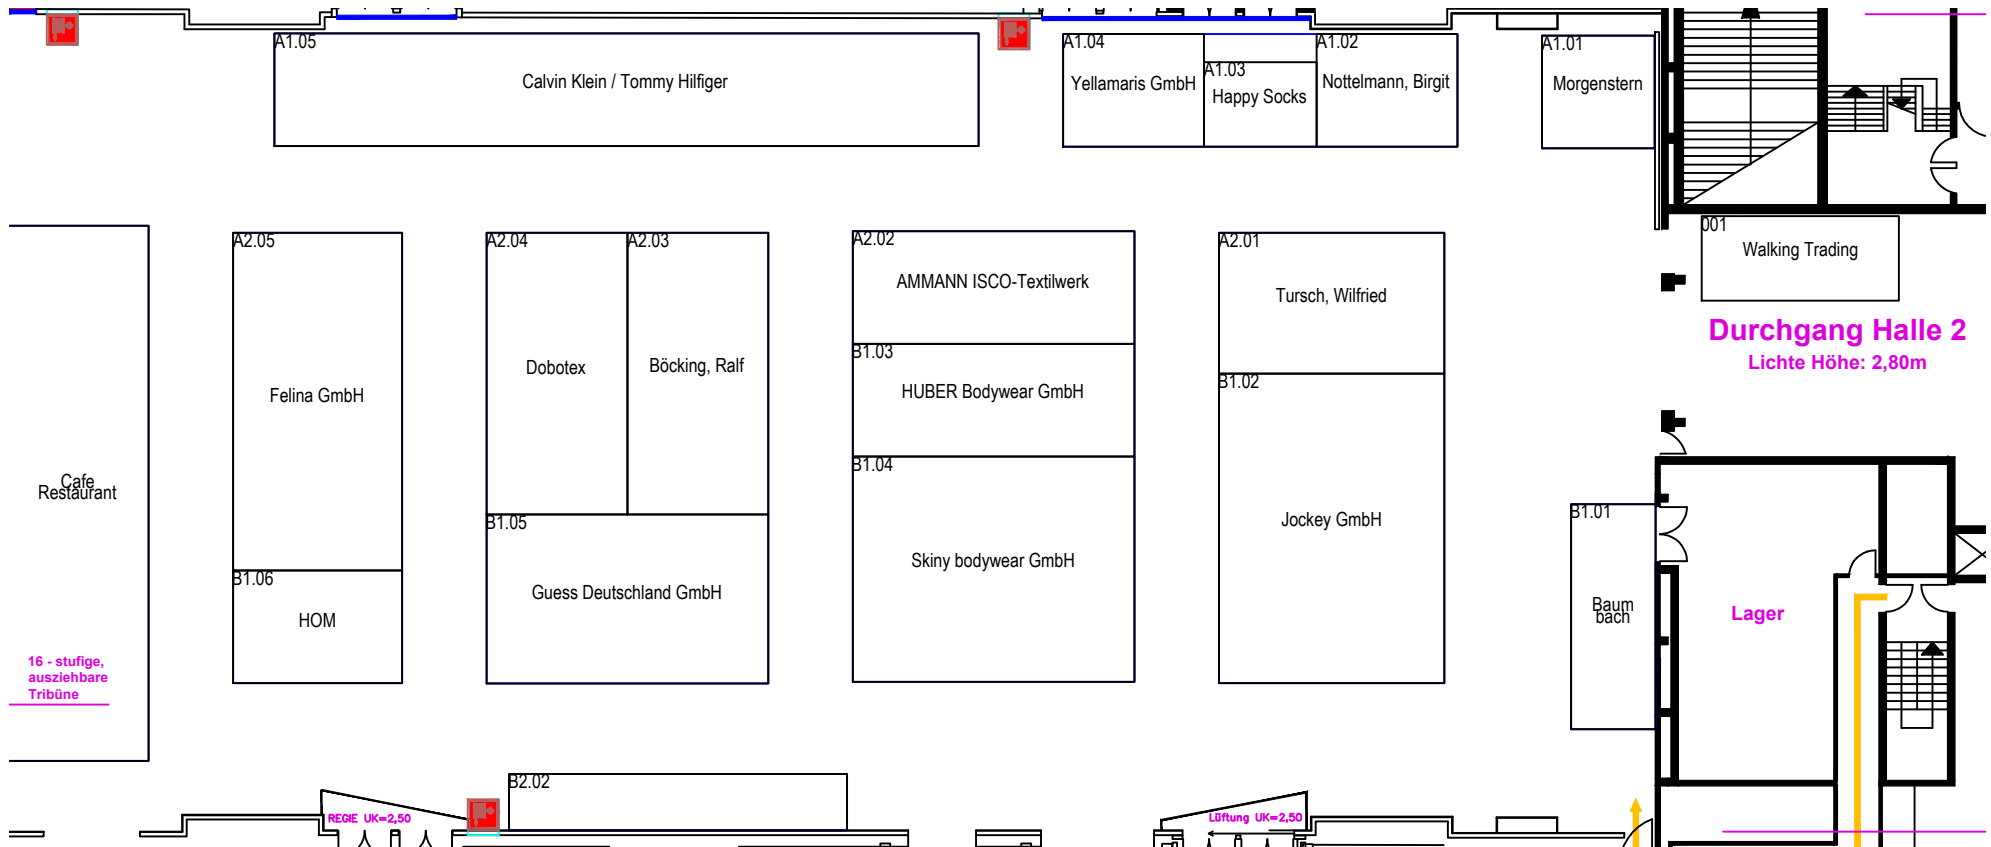 A1.05
Calvin Klein / Tommy Hilfiger
A1.04
Yellamaris GmbH
A1.03
Happy Socks
A1.02
Nottelmann, Birgit
A1.01
Morgenstern
A2.05
Felina GmbH
A2.04
Dobotex
A2.03
Böcking, Ralf
A2.02
AMMANN ISCO-Textilwerk
A2.01
Tursch, Wilfried
001
Walking Trading
Durchgang Halle 2
Lichte Höhe: 2,80m
B1.03
HUBER Bodywear GmbH
B1.02
Jockey GmbH
B1.04
Skiny bodywear GmbH
Cafe
Restaurant
B1.05
Guess Deutschland GmbH
B1.01
Baum
bach
Lager
B1.06
HOM
16 - stufige,
ausziehbare
Tribüne
B2.02
REGIE UK=2,50
Lüftung UK=2,50